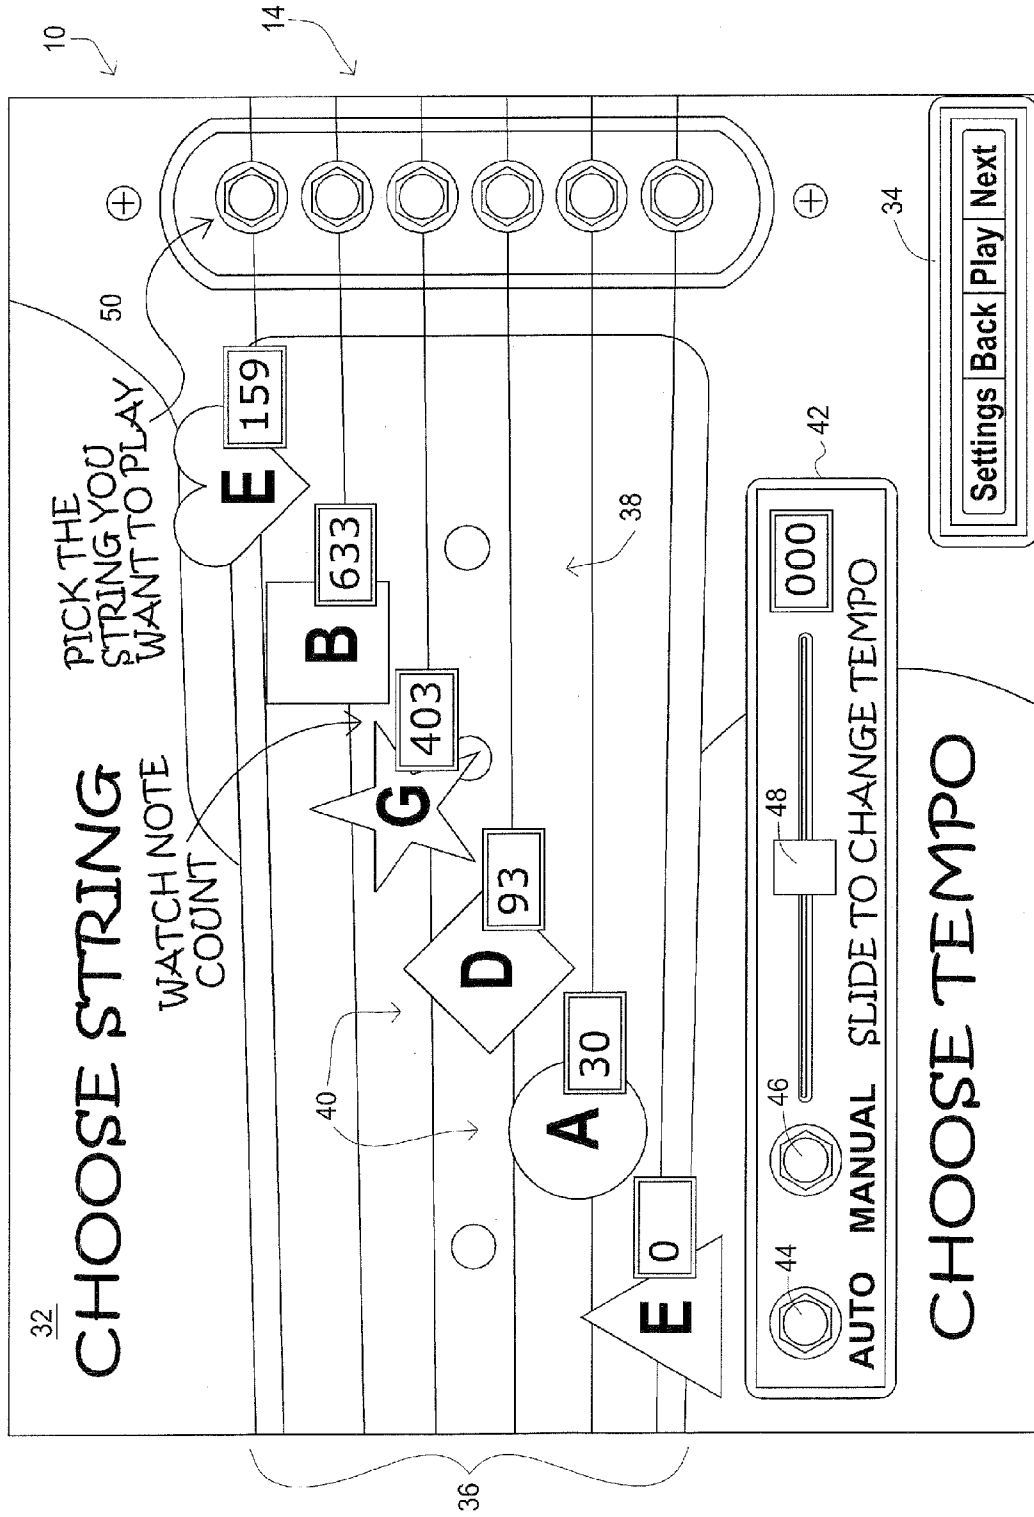 10
14
32
CHOOSE STRING
PICK THE
STRING YOU
WANT TO PLAY
50
WATCH NOTE
COUNT
E
159
B
633
G
403
D
93
A
30
E
0
40
38
36
42
44
46
48
000
AUTO MANUAL SLIDE TO CHANGE TEMPO
CHOOSE TEMPO
34
Settings Back Play Next